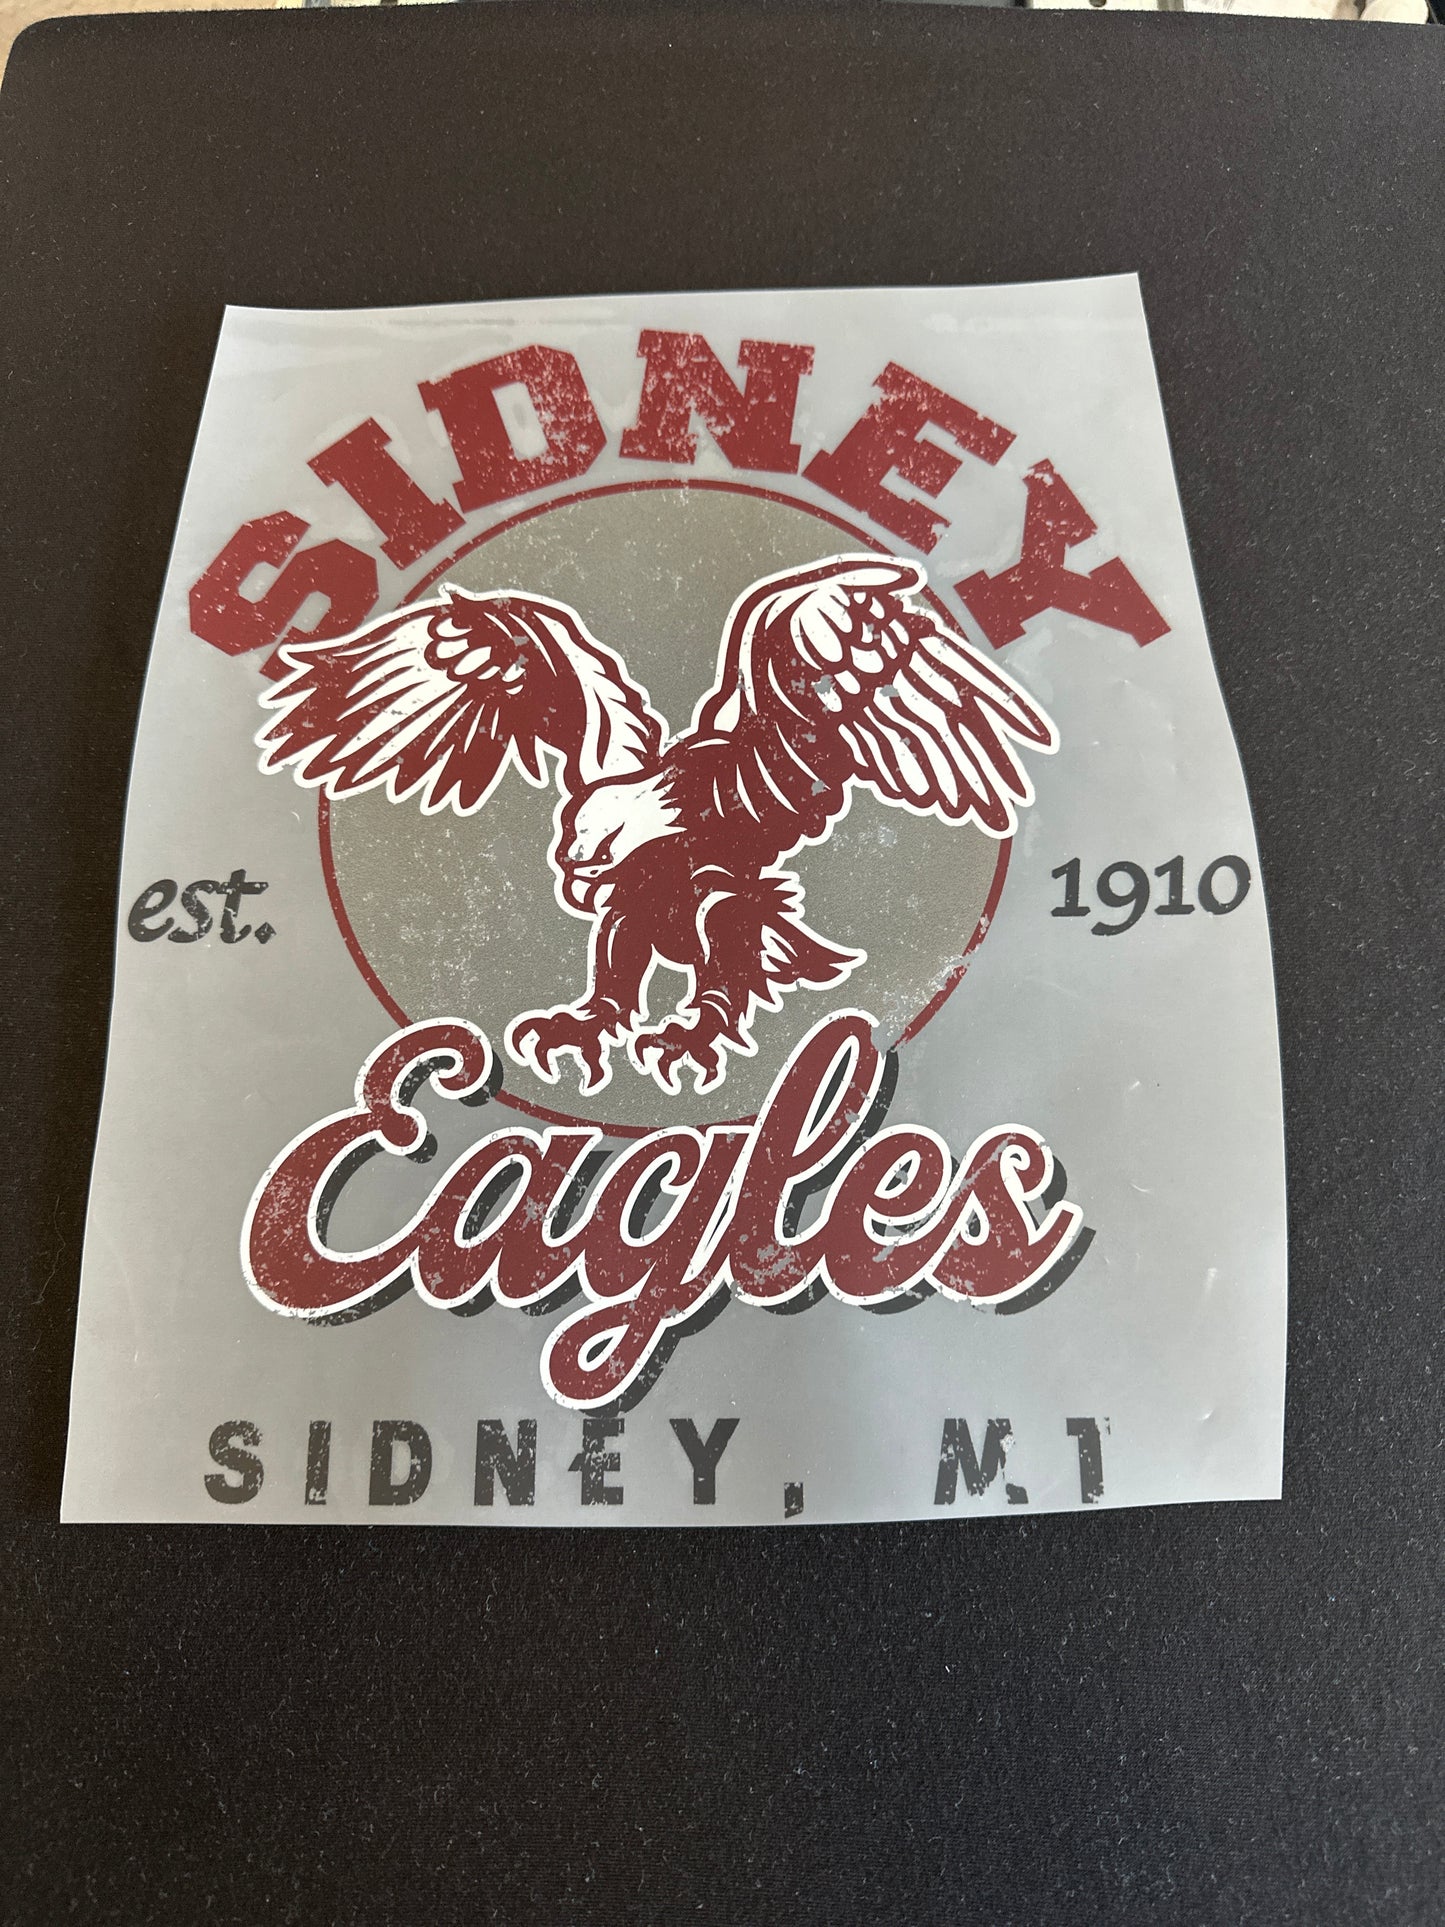 SIDNEY
est. 1910
Eagles
SIDNEY, MT